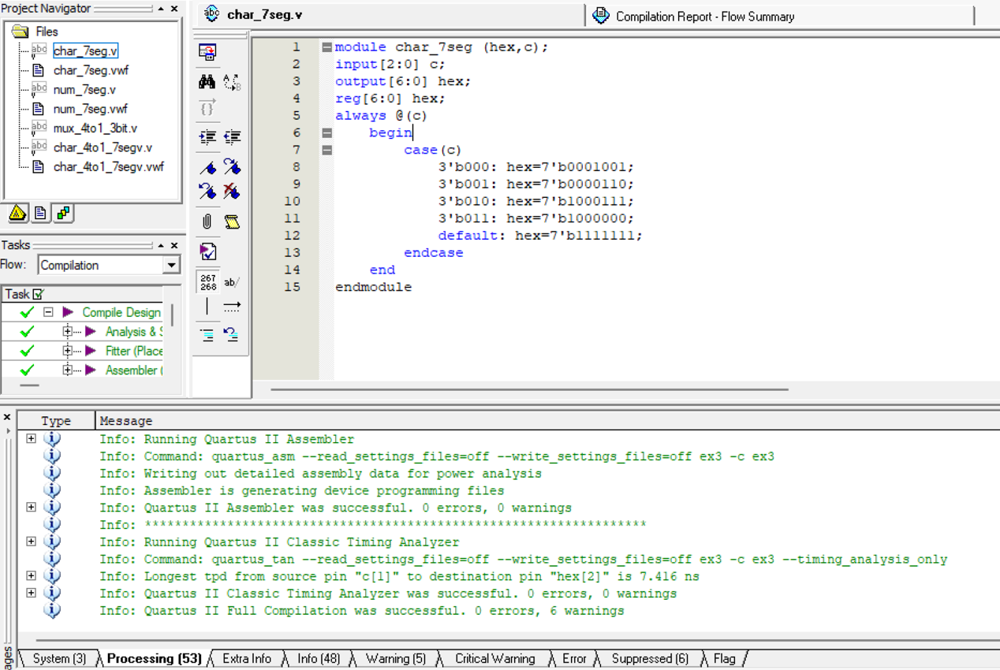 Project Navigator
Files
char_7seg.v
char_7seg.vwf
num_7seg.v
num_7seg.vwf
mux_4to1_3bit.v
char_4to1_7segv.v
char_4to1_7segv.vwf
Tasks
Flow: Compilation
Task
Compile Design
Analysis & S
Fitter (Place
Assembler (
char_7seg.v
Compilation Report - Flow Summary
267
268
ab/
1 module char_7seg (hex,c);
2 input[2:0] c;
3 output[6:0] hex;
4 reg[6:0] hex;
5 always @(c)
6 begin
7 case(c)
8 3'b000: hex=7'b0001001;
9 3'b001: hex=7'b0000110;
10 3'b010: hex=7'b1000111;
11 3'b011: hex=7'b1000000;
12 default: hex=7'b1111111;
13 endcase
14 end
15 endmodule
Type Message
Info: Running Quartus II Assembler
Info: Command: quartus_asm --read_settings_files=off --write_settings_files=off ex3 -c ex3
Info: Writing out detailed assembly data for power analysis
Info: Assembler is generating device programming files
Info: Quartus II Assembler was successful. 0 errors, 0 warnings
Info: *******************************************************************
Info: Running Quartus II Classic Timing Analyzer
Info: Command: quartus_tan --read_settings_files=off --write_settings_files=off ex3 -c ex3 --timing_analysis_only
Info: Longest tpd from source pin "c[1]" to destination pin "hex[2]" is 7.416 ns
Info: Quartus II Classic Timing Analyzer was successful. 0 errors, 0 warnings
Info: Quartus II Full Compilation was successful. 0 errors, 6 warnings
ages
System (3) Processing (53) Extra Info Info (48) Warning (5) Critical Warning Error Suppressed (6) Flag